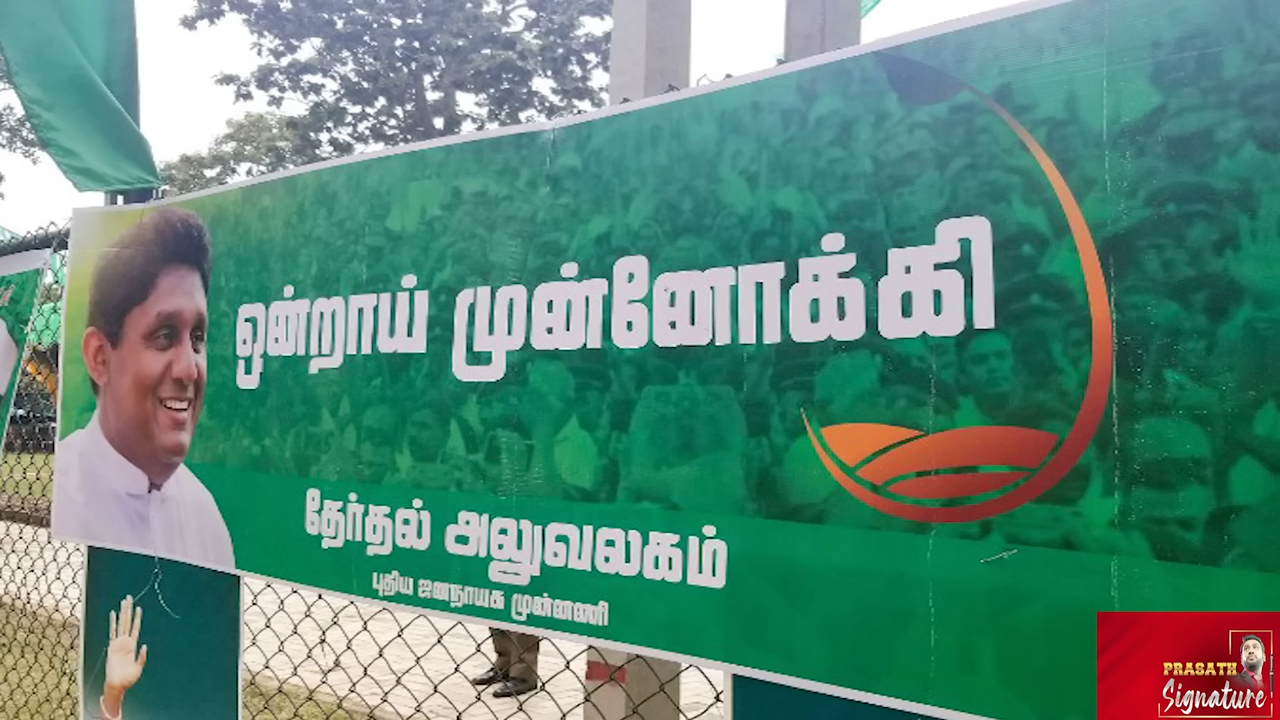 ஒன்றாய் முன்னோக்கி
தேர்தல் அலுவலகம்
புதிய ஜனநாயக முன்னணி
PRASATH
Signature